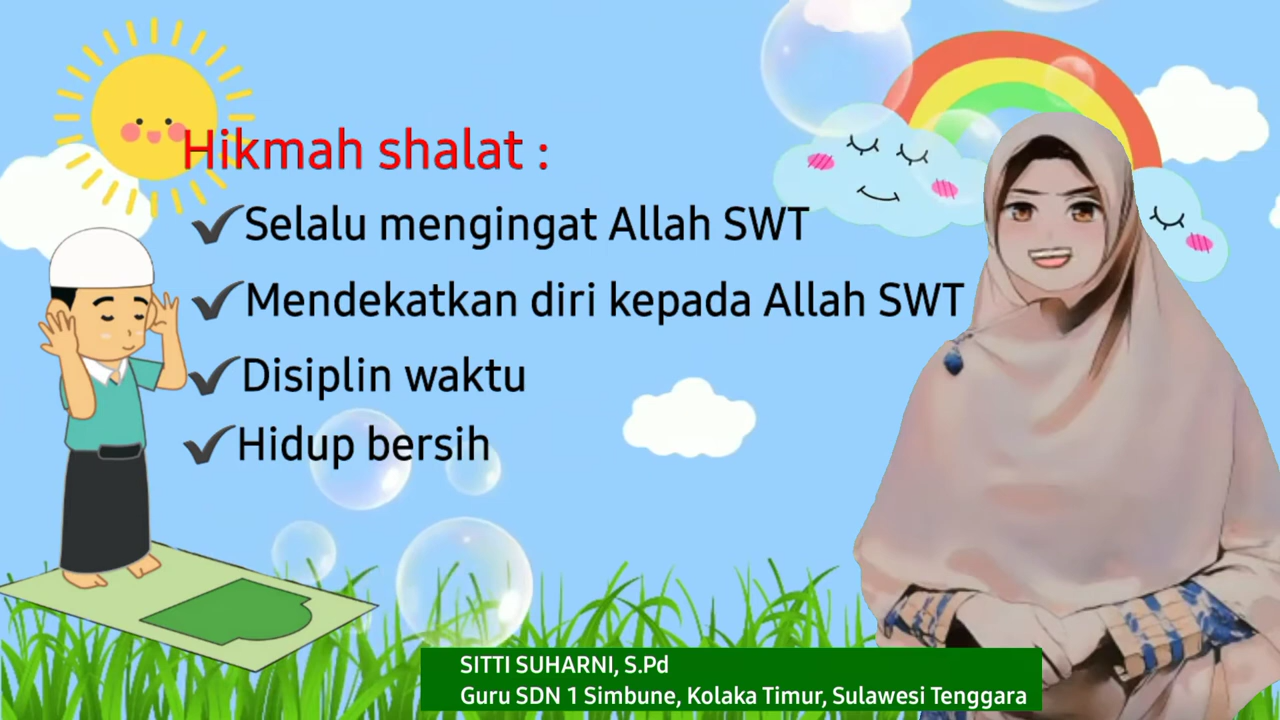 Hikmah shalat :
✔Selalu mengingat Allah SWT
✔Mendekatkan diri kepada Allah SWT
✔Disiplin waktu
✔Hidup bersih
SITTI SUHARNI, S.Pd
Guru SDN 1 Simbune, Kolaka Timur, Sulawesi Tenggara